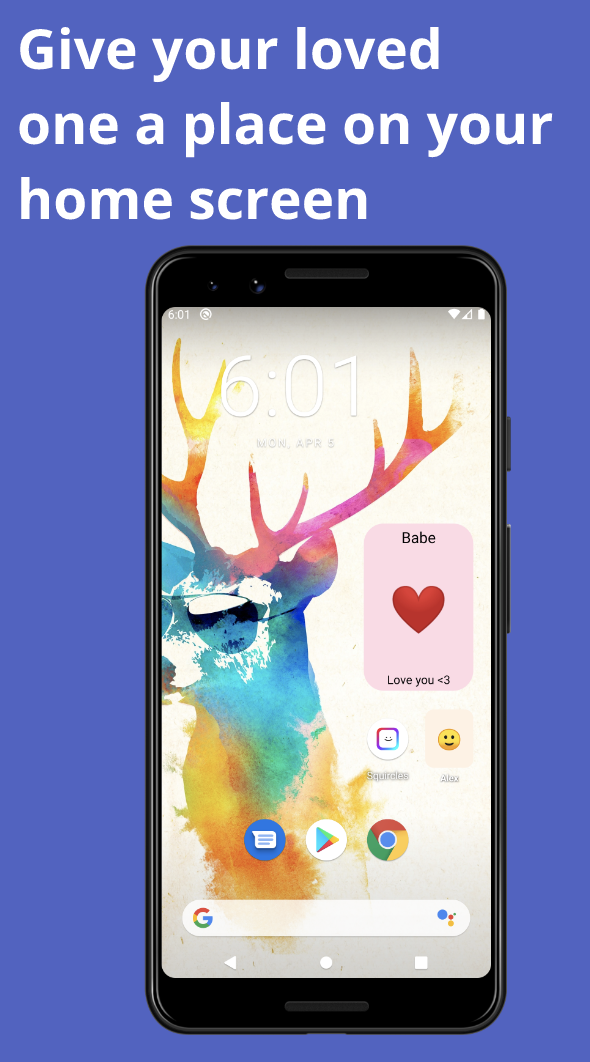 Give your loved
one a place on your
home screen
6:01
6:01
MON, APR 5
Babe
Love you <3
Squircles
Alex